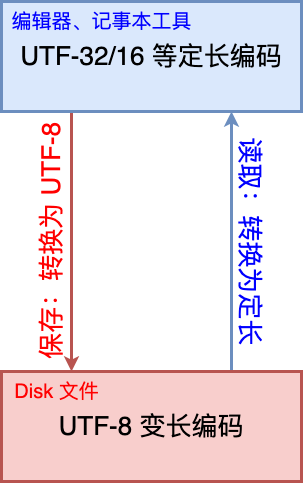 编辑器、记事本工具
UTF-32/16 等定长编码
保存：转换为 UTF-8
读取：转换为定长
Disk 文件
UTF-8 变长编码